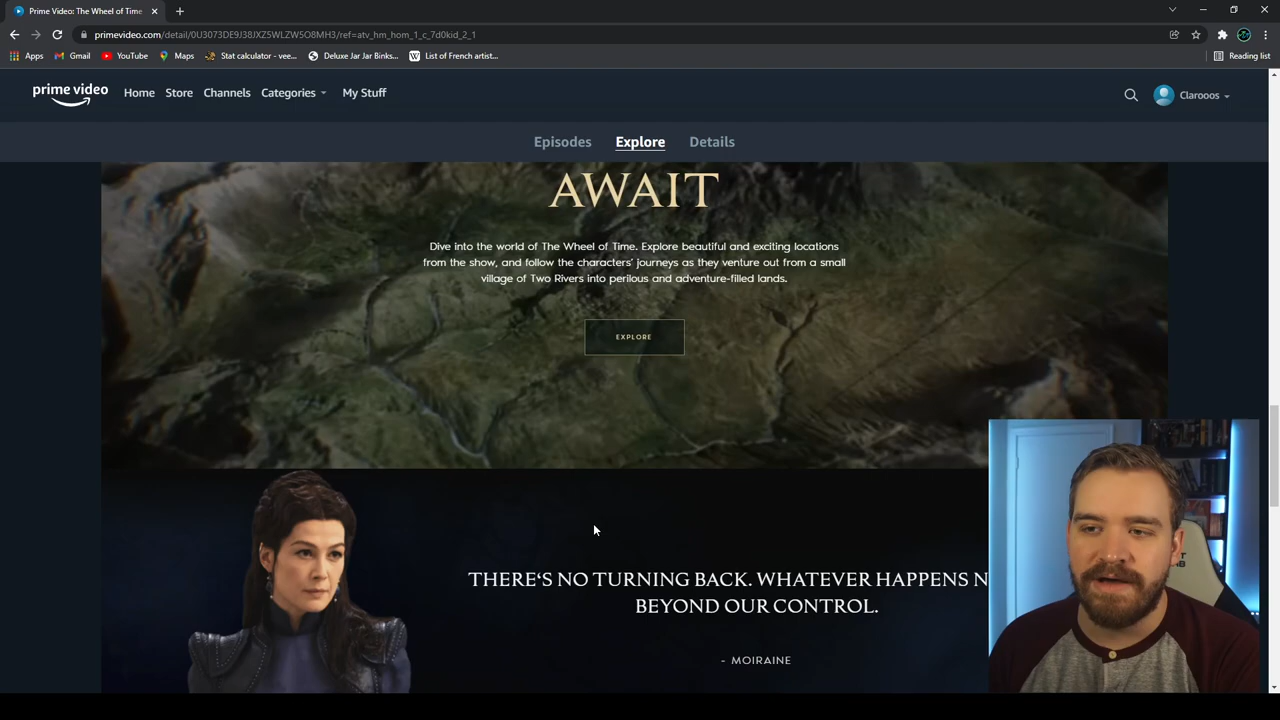 Prime Video: The Wheel of Time
primevideo.com/detail/0U3073DE9J38JXZ5WLZW5O8MH3/ref=atv_hm_hom_1_c_7d0kid_2_1
Apps Gmail YouTube Maps Stat calculator - vee... Deluxe Jar Jar Binks... List of French artist... Reading list
prime video Home Store Channels Categories My Stuff Clarooos
Episodes Explore Details
AWAIT
Dive into the world of The Wheel of Time. Explore beautiful and exciting locations
from the show, and follow the characters' journeys as they venture out from a small
village of Two Rivers into perilous and adventure-filled lands.
EXPLORE
THERE'S NO TURNING BACK. WHATEVER HAPPENS N
BEYOND OUR CONTROL.
- MOIRAINE